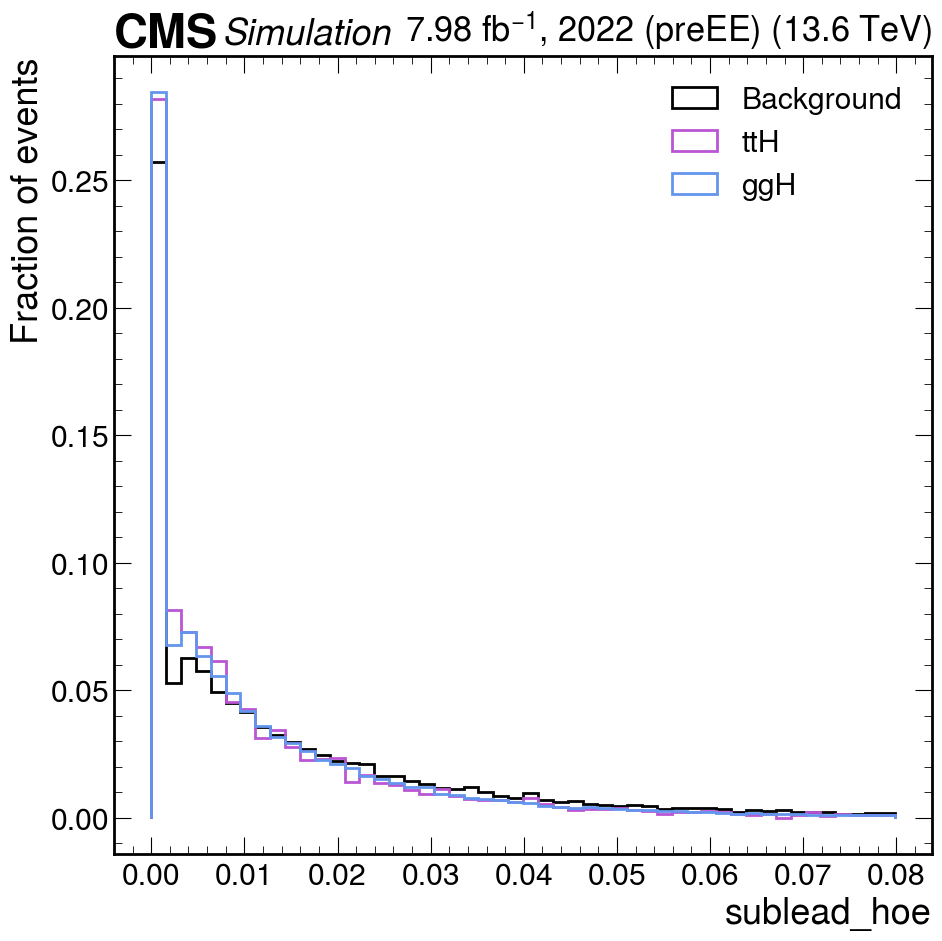 CMS Simulation 7.98 fb⁻¹, 2022 (preEE) (13.6 TeV)
Fraction of events
Background
ttH
ggH
0.25
0.20
0.15
0.10
0.05
0.00
0.00 0.01 0.02 0.03 0.04 0.05 0.06 0.07 0.08
sublead_hoe